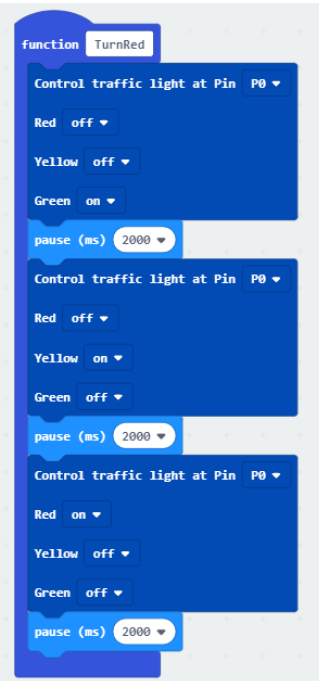 function TurnRed
Control traffic light at Pin P0
Red off
Yellow off
Green on
pause (ms) 2000
Control traffic light at Pin P0
Red off
Yellow on
Green off
pause (ms) 2000
Control traffic light at Pin P0
Red on
Yellow off
Green off
pause (ms) 2000